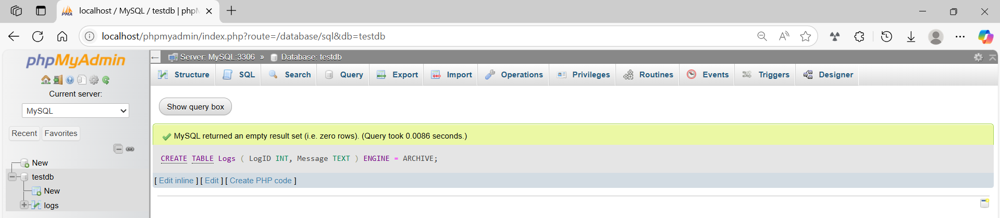 PMA localhost / MySQL / testdb | php
localhost/phpmyadmin/index.php?route=/database/sql&db=testdb
phpMyAdmin
Current server:
MySQL
Recent Favorites
New
testdb
New
logs
Server: MySQL:3306 » Database: testdb
Structure SQL Search Query Export Import Operations Privileges Routines Events Triggers Designer
Show query box
MySQL returned an empty result set (i.e. zero rows). (Query took 0.0086 seconds.)
CREATE TABLE Logs ( LogID INT, Message TEXT ) ENGINE = ARCHIVE;
[ Edit inline ] [ Edit ] [ Create PHP code ]